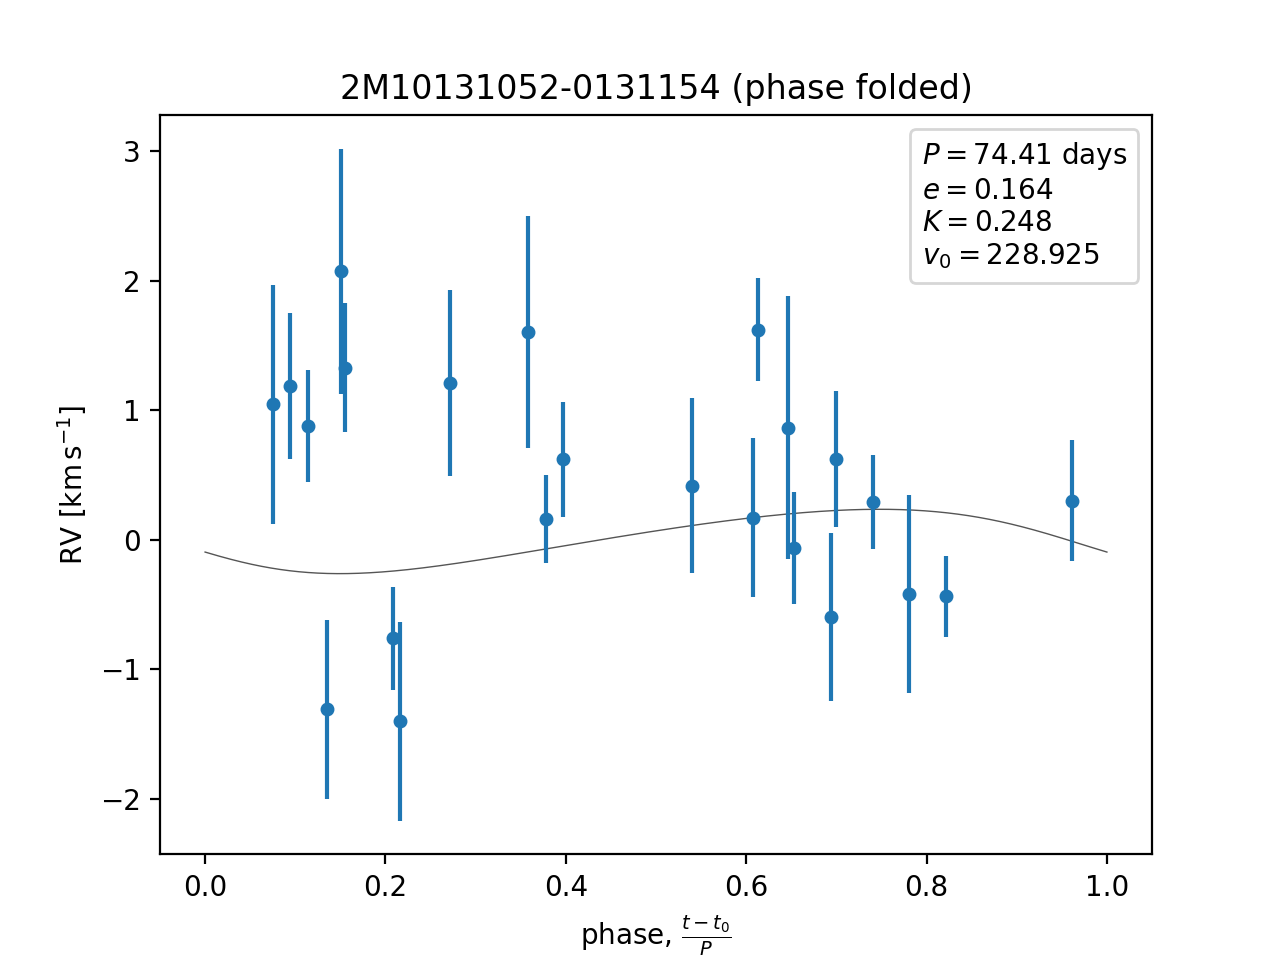 2M10131052-0131154 (phase folded)
P = 74.41 days
e = 0.164
K = 0.248
v₀ = 228.925
RV [km s⁻¹]
3
2
1
0
−1
−2
0.0 0.2 0.4 0.6 0.8 1.0
phase, (t − t₀)/P